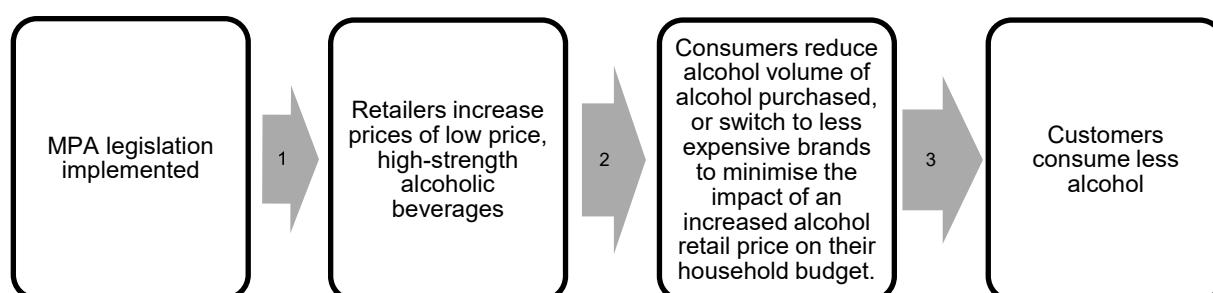 MPA legislation
implemented
1
Retailers increase
prices of low price,
high-strength
alcoholic
beverages
2
Consumers reduce
alcohol volume of
alcohol purchased,
or switch to less
expensive brands
to minimise the
impact of an
increased alcohol
retail price on their
household budget.
3
Customers
consume less
alcohol